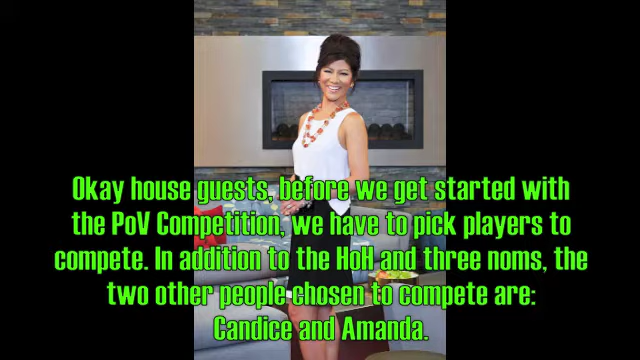 Okay house guests, before we get started with
the PoV Competition, we have to pick players to
compete. In addition to the HoH and three noms, the
two other people chosen to compete are:
Candice and Amanda.